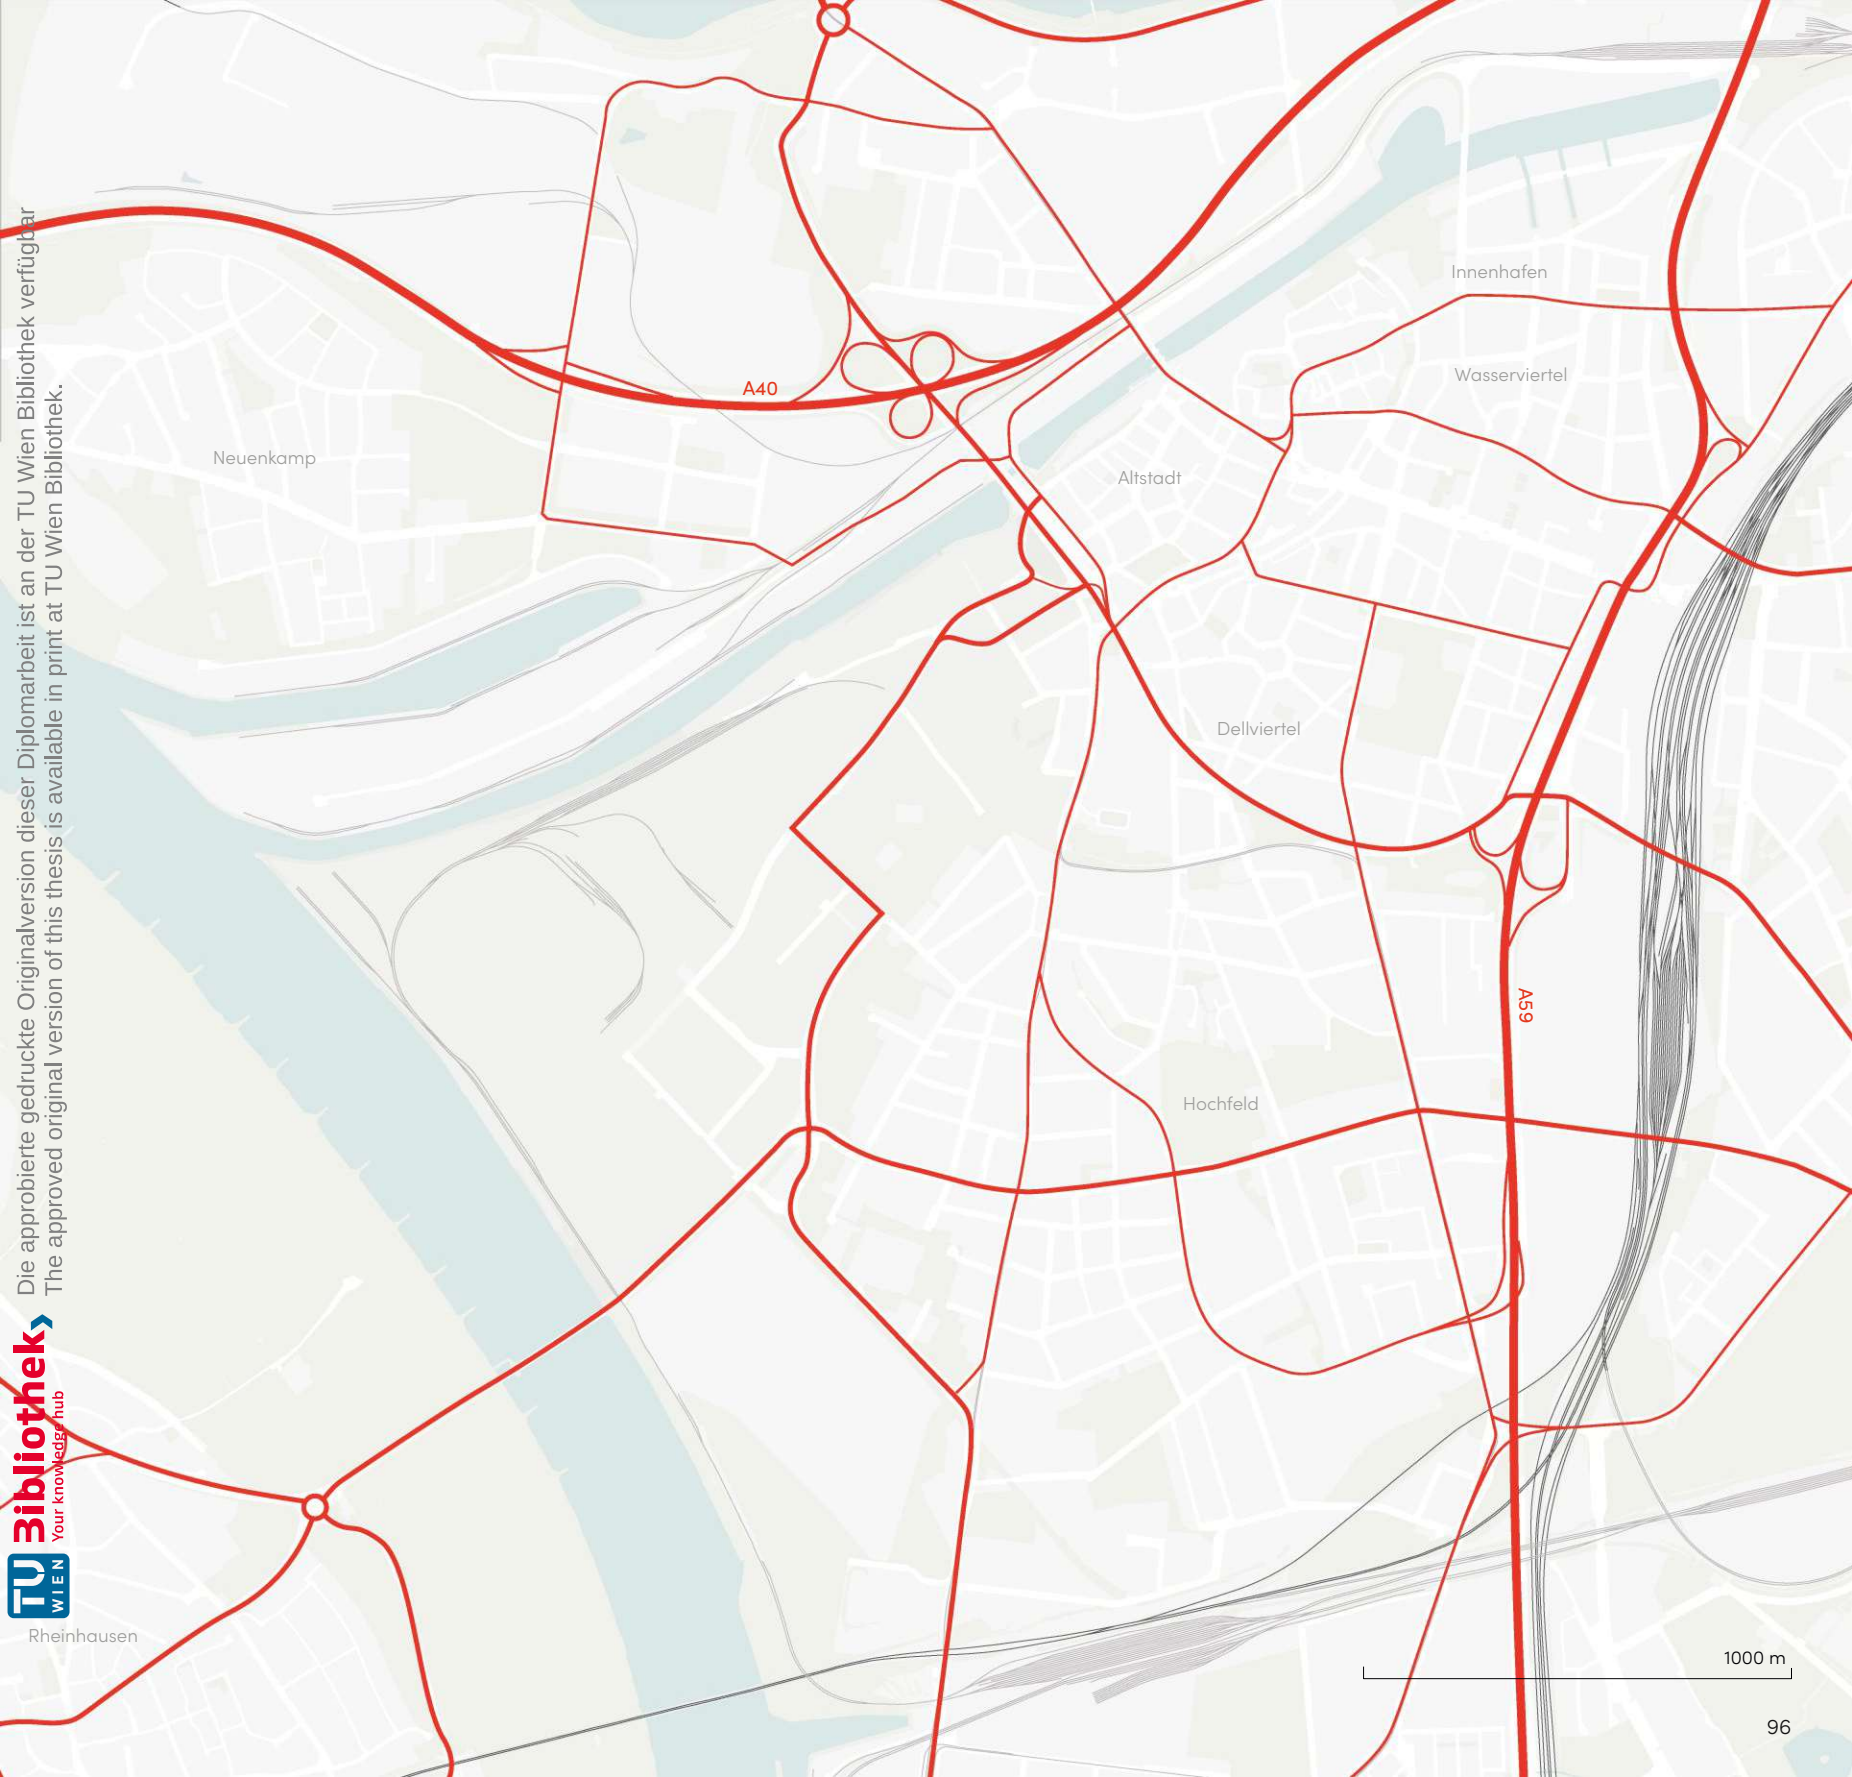 Innenhafen
Wasserviertel
A40
Neuenkamp
Altstadt
Dellviertel
A59
Hochfeld
Rheinhausen
1000 m
96
Die approbierte gedruckte Originalversion dieser Diplomarbeit ist an der TU Wien Bibliothek verfügbar
The approved original version of this thesis is available in print at TU Wien Bibliothek.
TU
WIEN
Bibliothek
Your knowledge hub